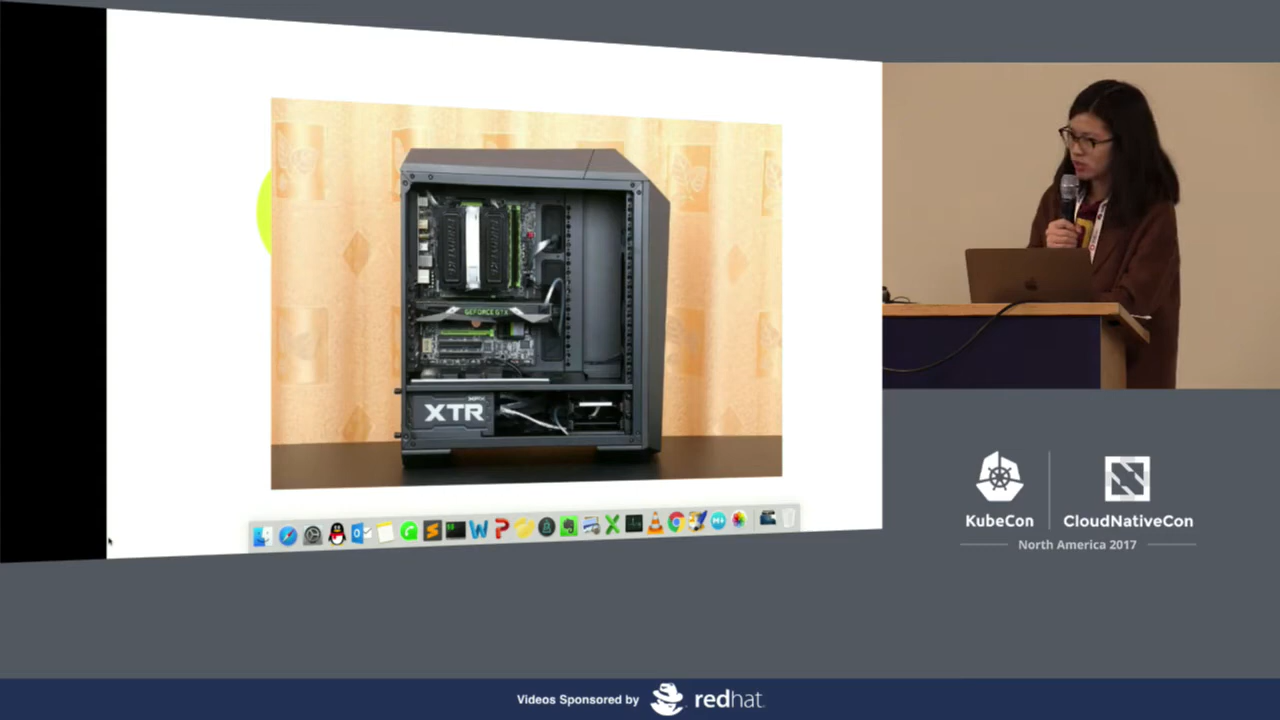 GEFORCE GTX
XTR
KubeCon
CloudNativeCon
North America 2017
Videos Sponsored by
redhat.